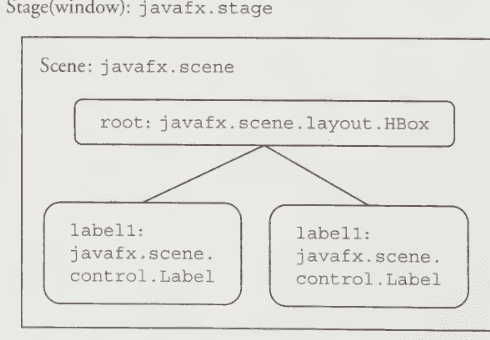 Stage(window): javafx.stage
Scene: javafx.scene
root: javafx.scene.layout.HBox
label1:
javafx.scene.
control.Label
label1:
javafx.scene.
control.Label